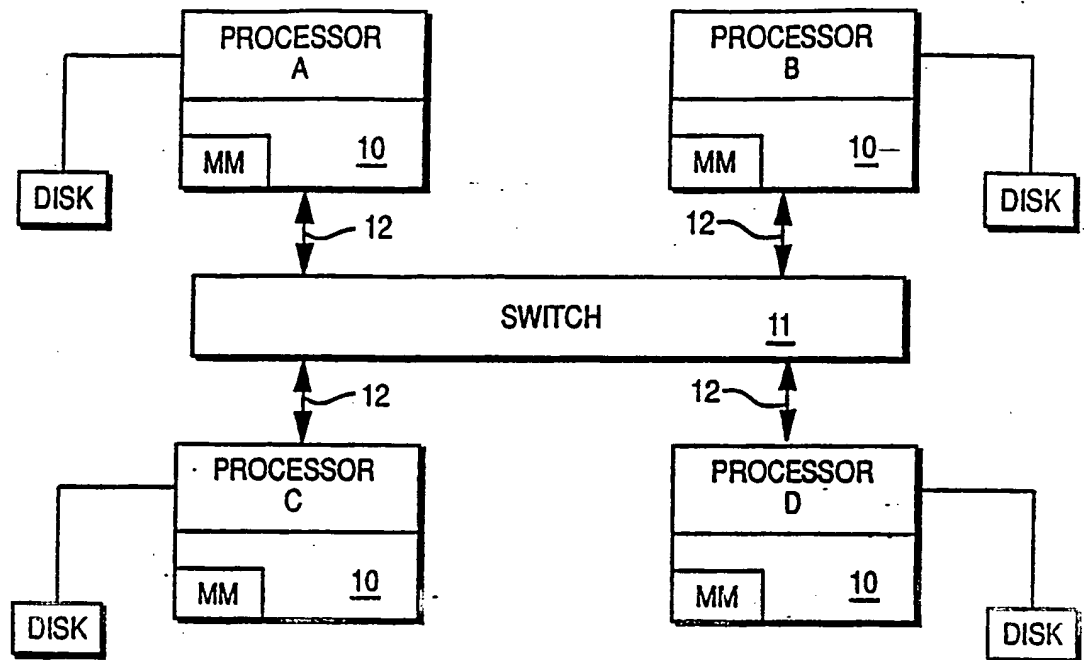 PROCESSOR
A
MM
10
DISK
12
PROCESSOR
B
MM
10
DISK
12
SWITCH
11
12
12
PROCESSOR
C
MM
10
DISK
PROCESSOR
D
MM
10
DISK